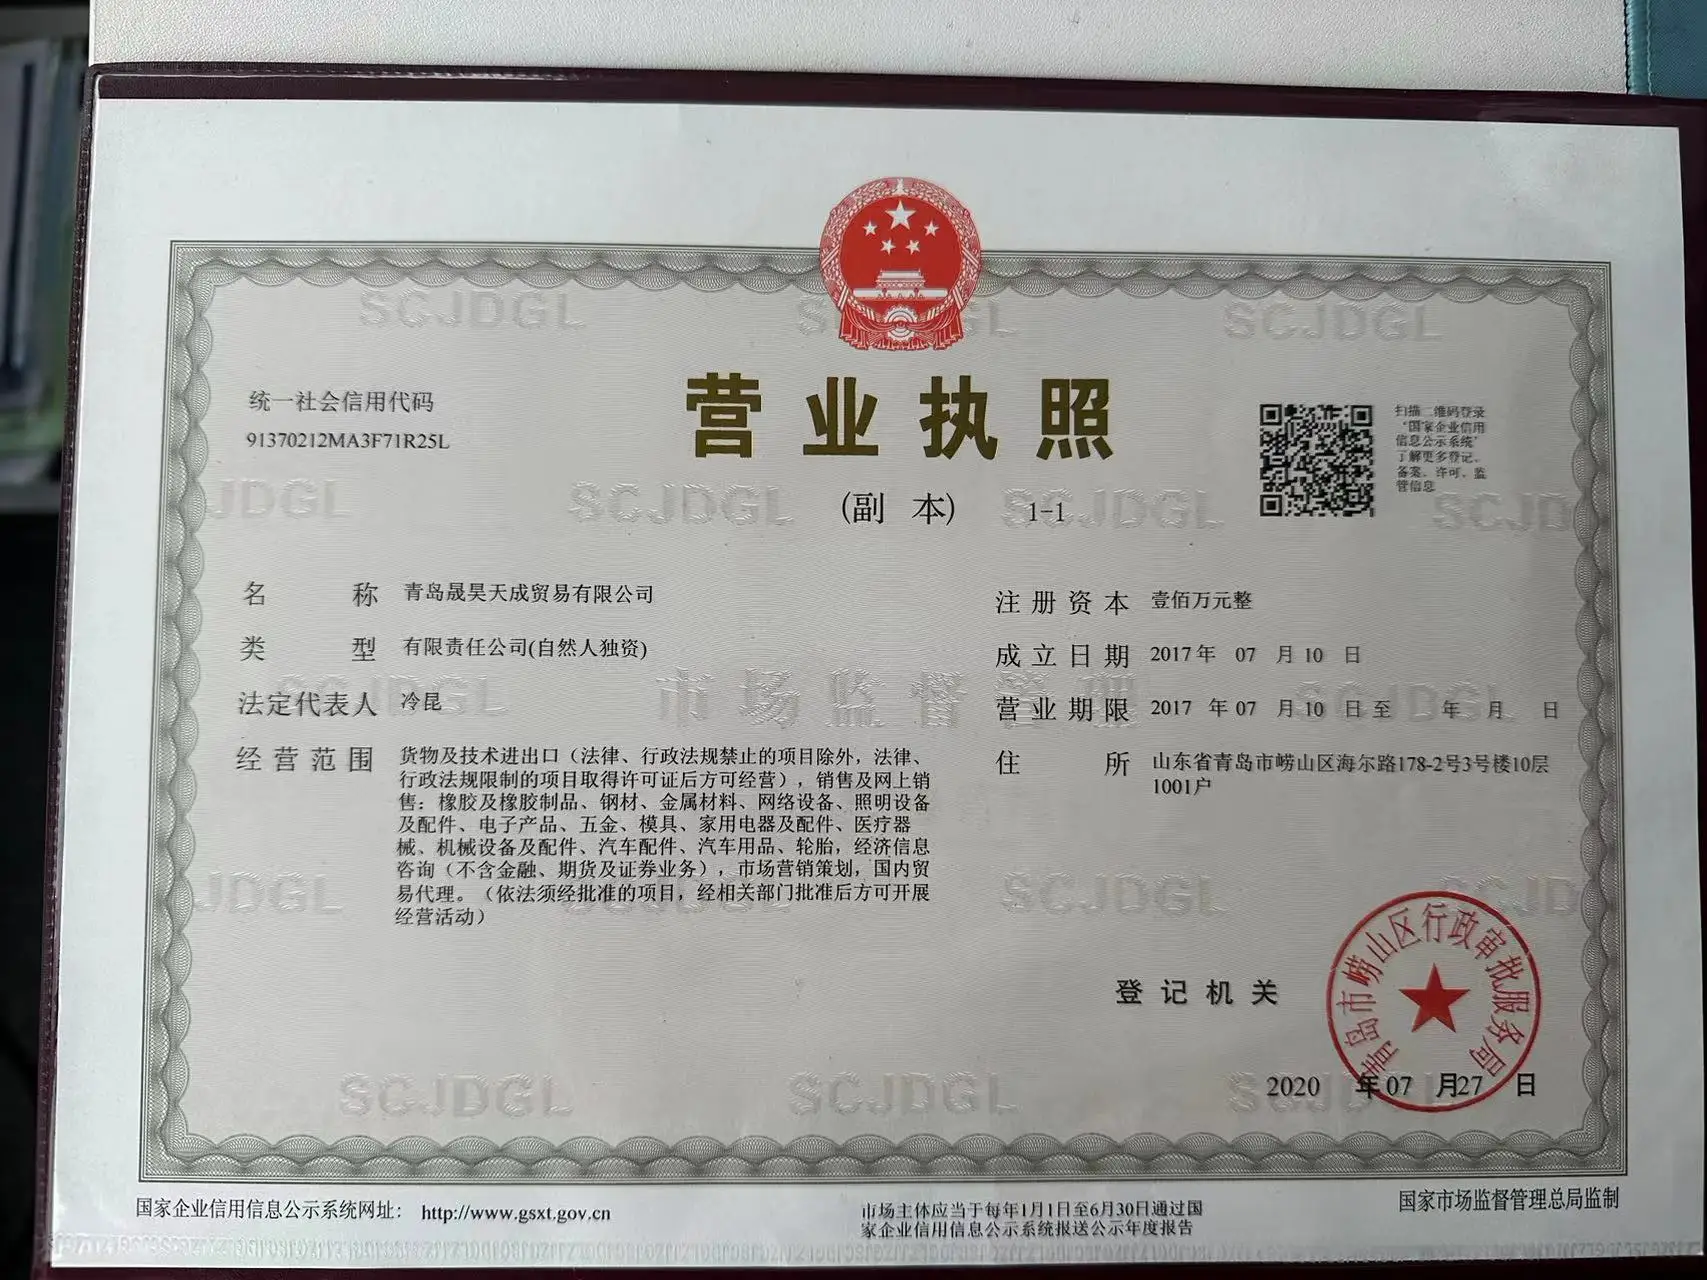 营业执照
(副 本) 1-1
统一社会信用代码
91370212MA3F71R25L
扫描二维码登录
“国家企业信用
信息公示系统”
了解更多登记、
备案、许可、监
管信息
名 称 青岛晟昊天成贸易有限公司
类 型 有限责任公司(自然人独资)
法定代表人 冷昆
经营范围 货物及技术进出口（法律、行政法规禁止的项目除外，法律、
行政法规限制的项目取得许可证后方可经营），销售及网上销
售：橡胶及橡胶制品、钢材、金属材料、网络设备、照明设备
及配件、电子产品、五金、模具、家用电器及配件、医疗器
械、机械设备及配件、汽车配件、汽车用品、轮胎，经济信息
咨询（不含金融、期货及证券业务），市场营销策划，国内贸
易代理。（依法须经批准的项目，经相关部门批准后方可开展
经营活动）
注册资本 壹佰万元整
成立日期 2017年 07 月 10 日
营业期限 2017 年 07 月 10 日 至 年 月 日
住 所 山东省青岛市崂山区海尔路178-2号3号楼10层
1001户
登记机关
青岛市崂山区行政审批服务局
2020 年 07 月 27 日
国家企业信用信息公示系统网址： http://www.gsxt.gov.cn
市场主体应当于每年1月1日至6月30日通过国
家企业信用信息公示系统报送公示年度报告
国家市场监督管理总局监制